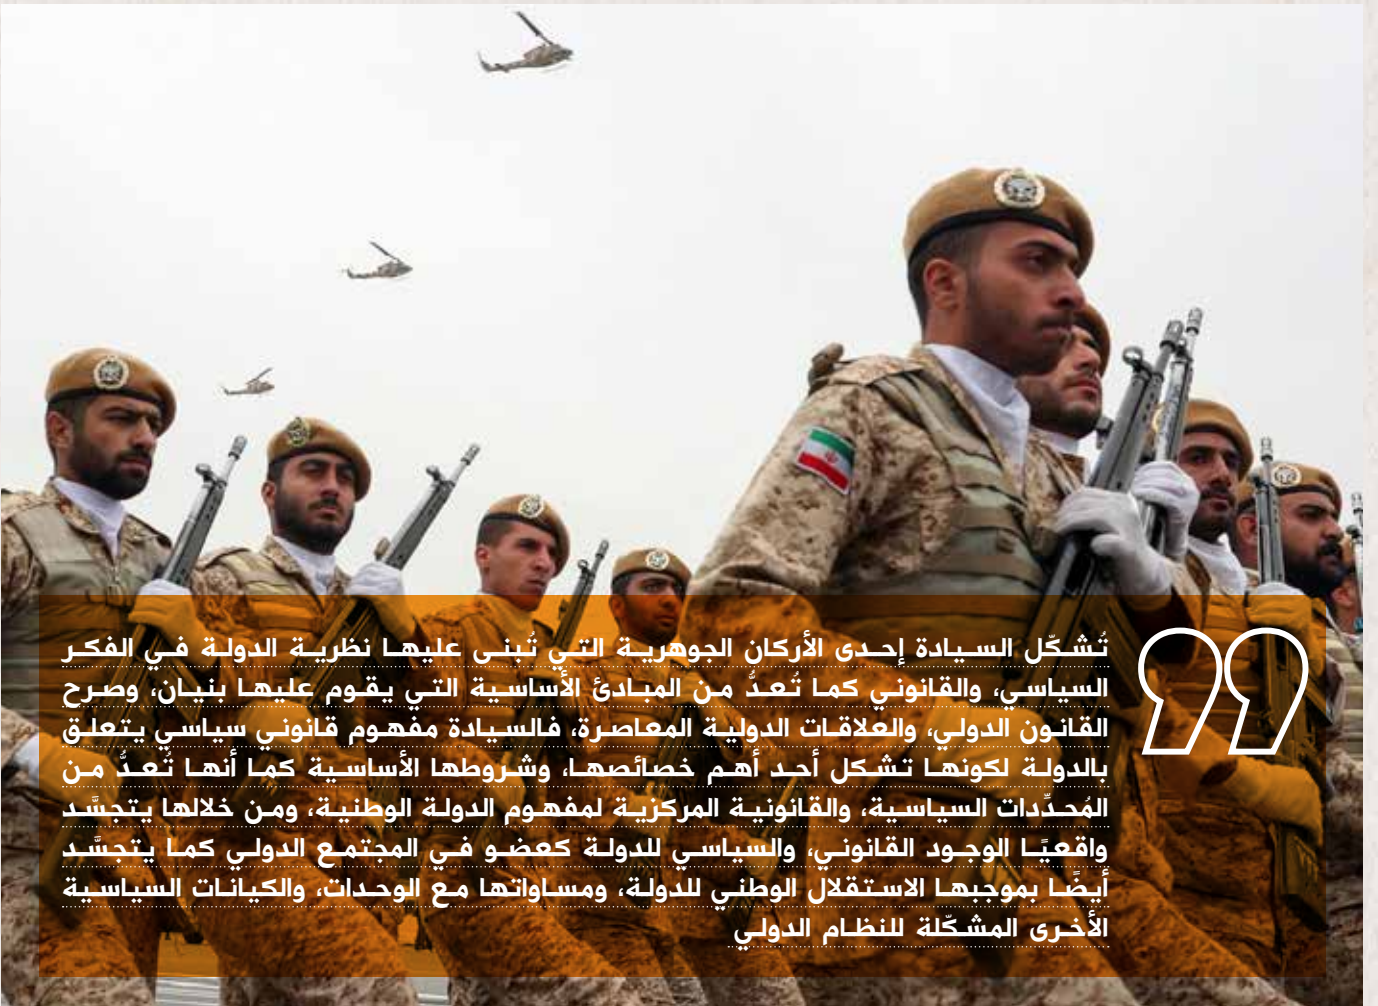 تُشكّل السيادة إحدى الأركان الجوهرية التي تُبنى عليها نظرية الدولة في الفكر
السياسي، والقانوني كما تُعدُّ من المبادئ الأساسية التي يقوم عليها بنيان، وصرح
القانون الدولي، والعلاقات الدولية المعاصرة، فالسيادة مفهوم قانوني سياسي يتعلق
بالدولة لكونها تشكل أحد أهم خصائصها، وشروطها الأساسية كما أنها تُعدُّ من
المُحدِّدات السياسية، والقانونية المركزية لمفهوم الدولة الوطنية، ومن خلالها يتجسَّد
واقعيًا الوجود القانوني، والسياسي للدولة كعضو في المجتمع الدولي كما يتجسَّد
أيضًا بموجبها الاستقلال الوطني للدولة، ومساواتها مع الوحدات، والكيانات السياسية
الأخرى المشكّلة للنظام الدولي